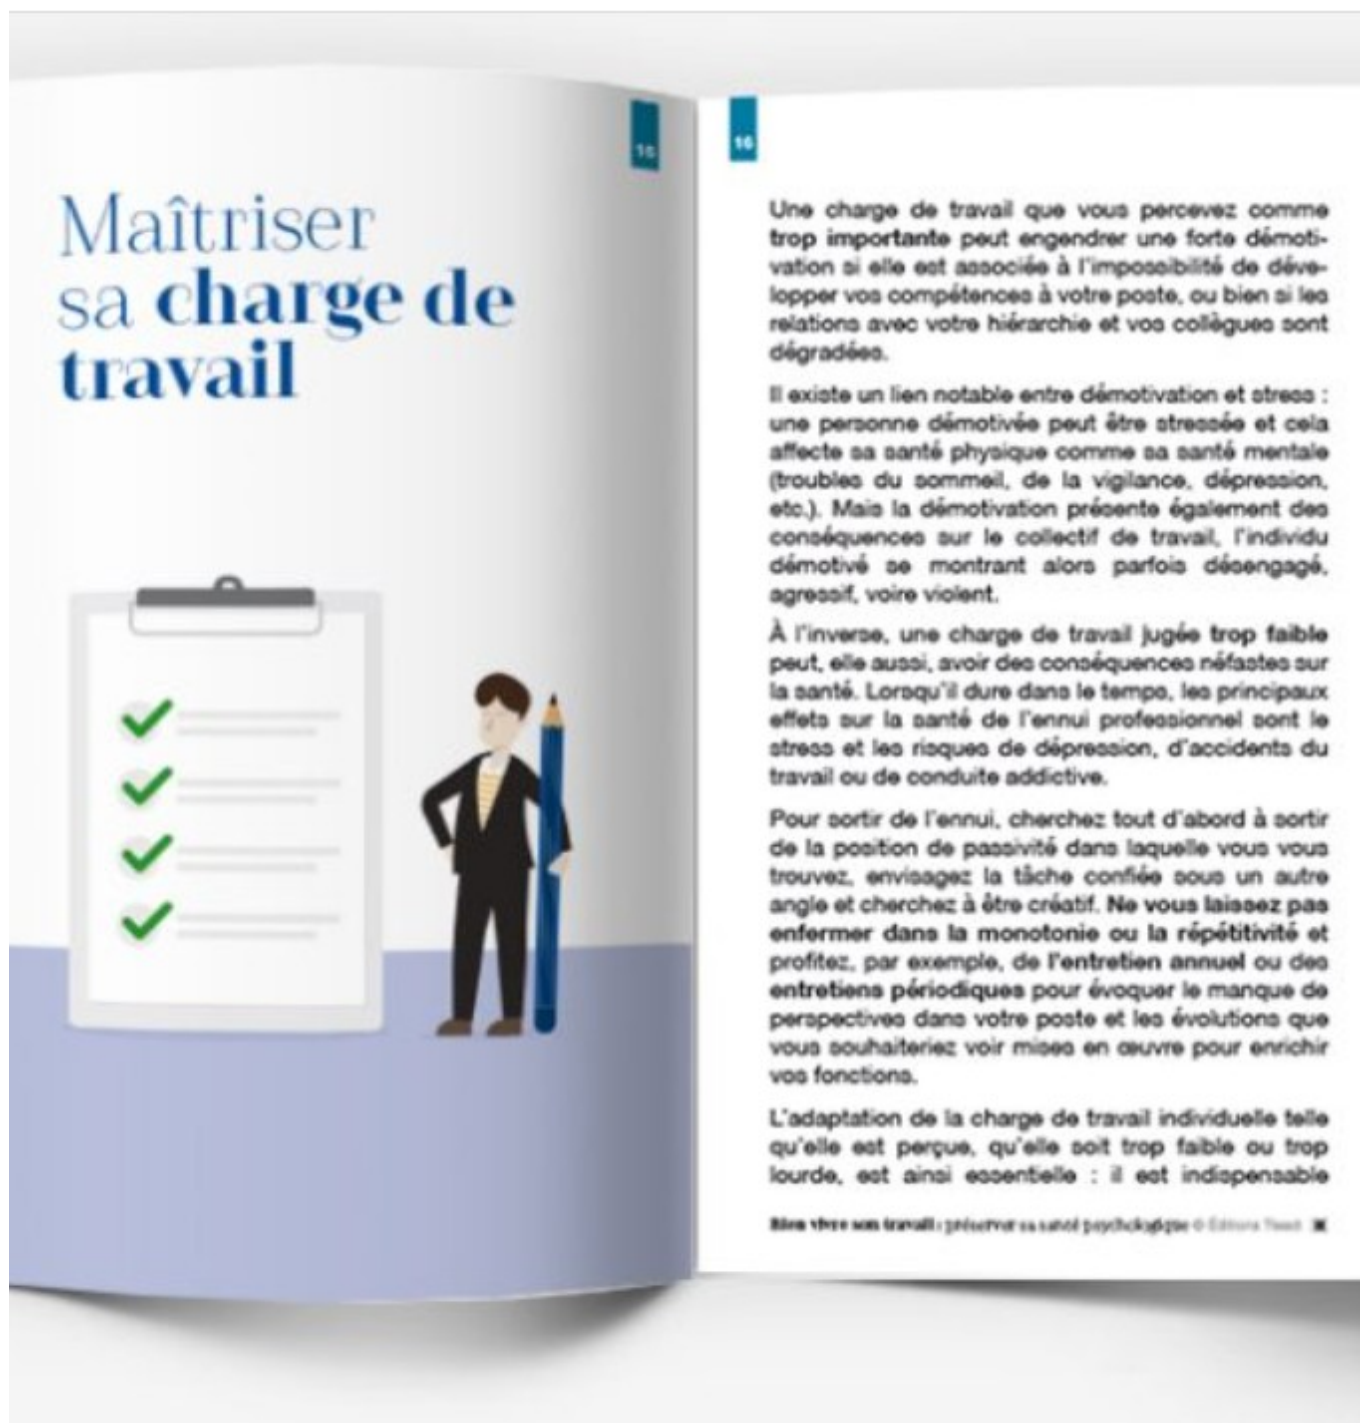 16
Maîtriser
sa charge de
travail
16
Une charge de travail que vous percevez comme
trop importante peut engendrer une forte démoti-
vation si elle est associée à l'impossibilité de déve-
lopper vos compétences à votre poste, ou bien si les
relations avec votre hiérarchie et vos collègues sont
dégradées.
Il existe un lien notable entre démotivation et stress :
une personne démotivée peut être stressée et cela
affecte sa santé physique comme sa santé mentale
(troubles du sommeil, de la vigilance, dépression,
etc.). Mais la démotivation présente également des
conséquences sur le collectif de travail, l'individu
démotivé se montrant alors parfois désengagé,
agressif, voire violent.
À l'inverse, une charge de travail jugée trop faible
peut, elle aussi, avoir des conséquences néfastes sur
la santé. Lorsqu'il dure dans le temps, les principaux
effets sur la santé de l'ennui professionnel sont le
stress et les risques de dépression, d'accidents du
travail ou de conduite addictive.
Pour sortir de l'ennui, cherchez tout d'abord à sortir
de la position de passivité dans laquelle vous vous
trouvez, envisagez la tâche confiée sous un autre
angle et cherchez à être créatif. Ne vous laissez pas
enfermer dans la monotonie ou la répétitivité et
profitez, par exemple, de l'entretien annuel ou des
entretiens périodiques pour évoquer le manque de
perspectives dans votre poste et les évolutions que
vous souhaiteriez voir mises en œuvre pour enrichir
vos fonctions.
L'adaptation de la charge de travail individuelle telle
qu'elle est perçue, qu'elle soit trop faible ou trop
lourde, est ainsi essentielle : il est indispensable
Bien vivre son travail : préserver sa santé psychologique © Éditions Tissot